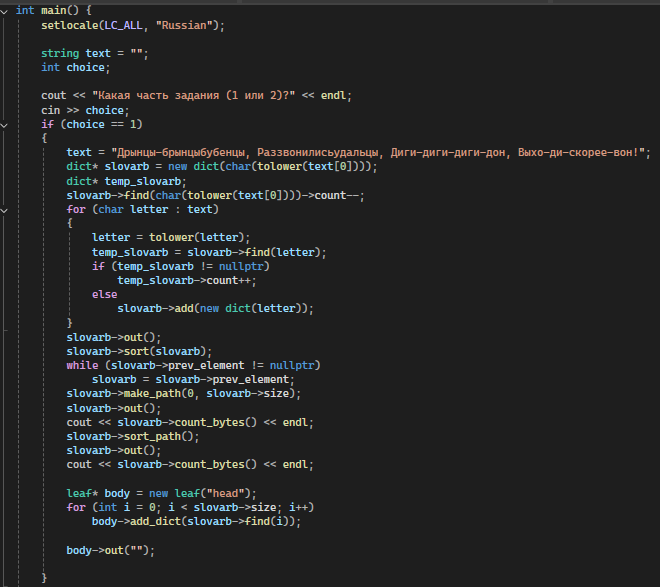 int main() {
    setlocale(LC_ALL, "Russian");

    string text = "";
    int choice;

    cout << "Какая часть задания (1 или 2)?" << endl;
    cin >> choice;
    if (choice == 1)
    {
        text = "Дрынцы-брынцыбубенцы, Раззвонилисьудальцы, Диги-диги-диги-дон, Выхо-ди-скорее-вон!";
        dict* slovarb = new dict(char(tolower(text[0])));
        dict* temp_slovarb;
        slovarb->find(char(tolower(text[0])))->count--;
        for (char letter : text)
        {
            letter = tolower(letter);
            temp_slovarb = slovarb->find(letter);
            if (temp_slovarb != nullptr)
                temp_slovarb->count++;
            else
                slovarb->add(new dict(letter));
        }
        slovarb->out();
        slovarb->sort(slovarb);
        while (slovarb->prev_element != nullptr)
            slovarb = slovarb->prev_element;
        slovarb->make_path(0, slovarb->size);
        slovarb->out();
        cout << slovarb->count_bytes() << endl;
        slovarb->sort_path();
        slovarb->out();
        cout << slovarb->count_bytes() << endl;

        leaf* body = new leaf("head");
        for (int i = 0; i < slovarb->size; i++)
            body->add_dict(slovarb->find(i));

        body->out("");

    }